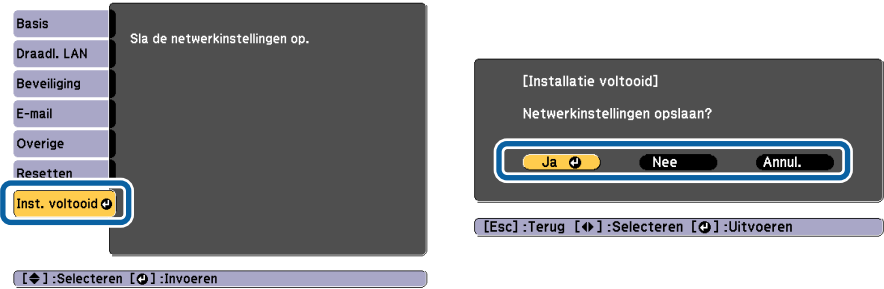 Basis
Draadl. LAN
Beveiliging
E-mail
Overige
Resetten
Inst. voltooid
Sla de netwerkinstellingen op.
[ ] :Selecteren [ ] :Invoeren
[Installatie voltooid]
Netwerkinstellingen opslaan?
Ja Nee Annul.
[Esc] :Terug [ ] :Selecteren [ ] :Uitvoeren